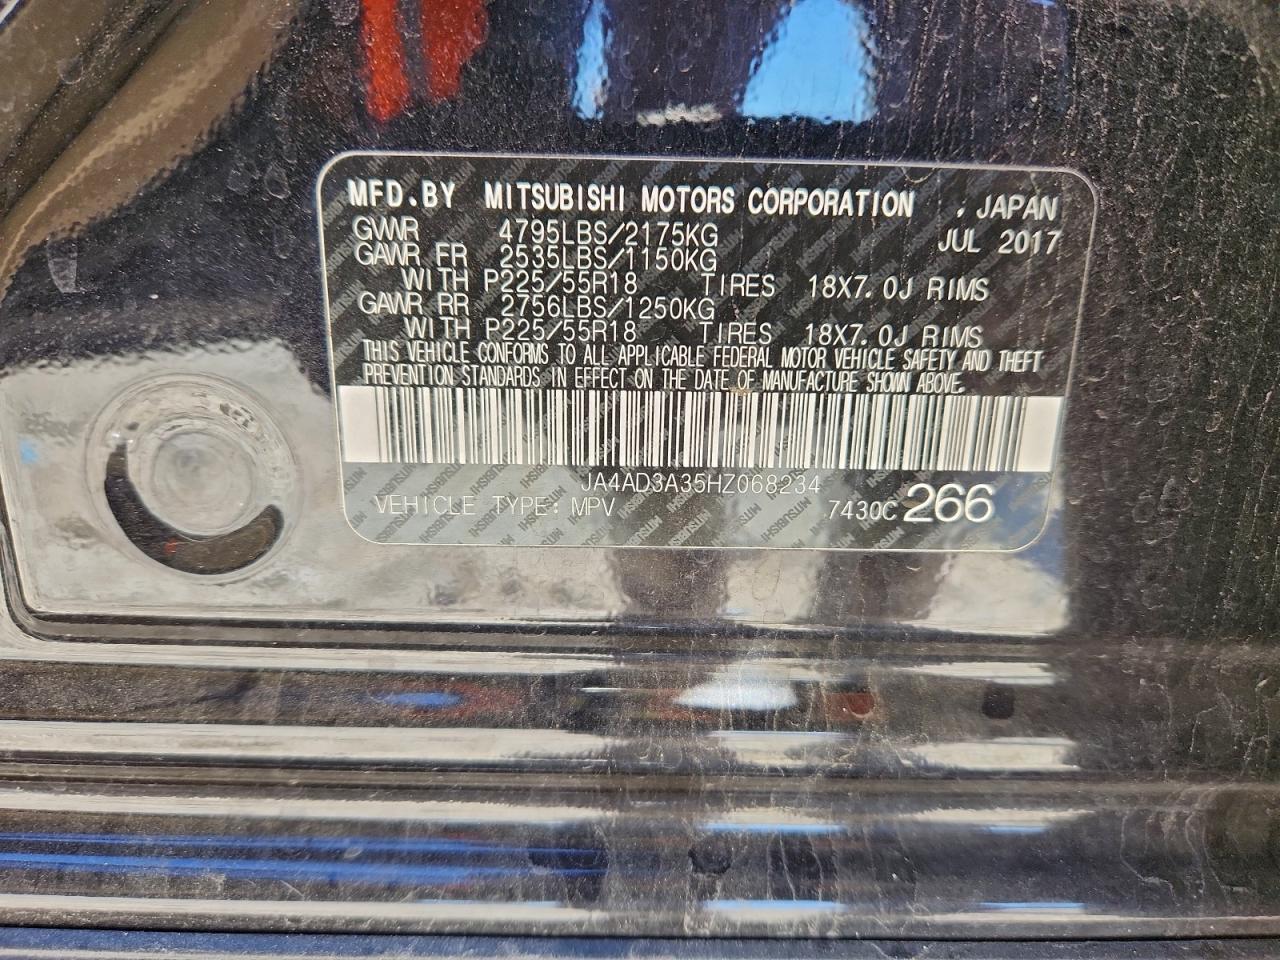 MFD.BY MITSUBISHI MOTORS CORPORATION , JAPAN
GWR 4795LBS/2175KG JUL 2017
GAWR FR 2535LBS/1150KG
WITH P225/55R18 TIRES 18X7.0J RIMS
GAWR RR 2756LBS/1250KG
WITH P225/55R18 TIRES 18X7.0J RIMS
THIS VEHICLE CONFORMS TO ALL APPLICABLE FEDERAL MOTOR VEHICLE SAFETY AND THEFT
PREVENTION STANDARDS IN EFFECT ON THE DATE OF MANUFACTURE SHOWN ABOVE.
JA4AD3A35HZ068234
VEHICLE TYPE: MPV 7430C 266